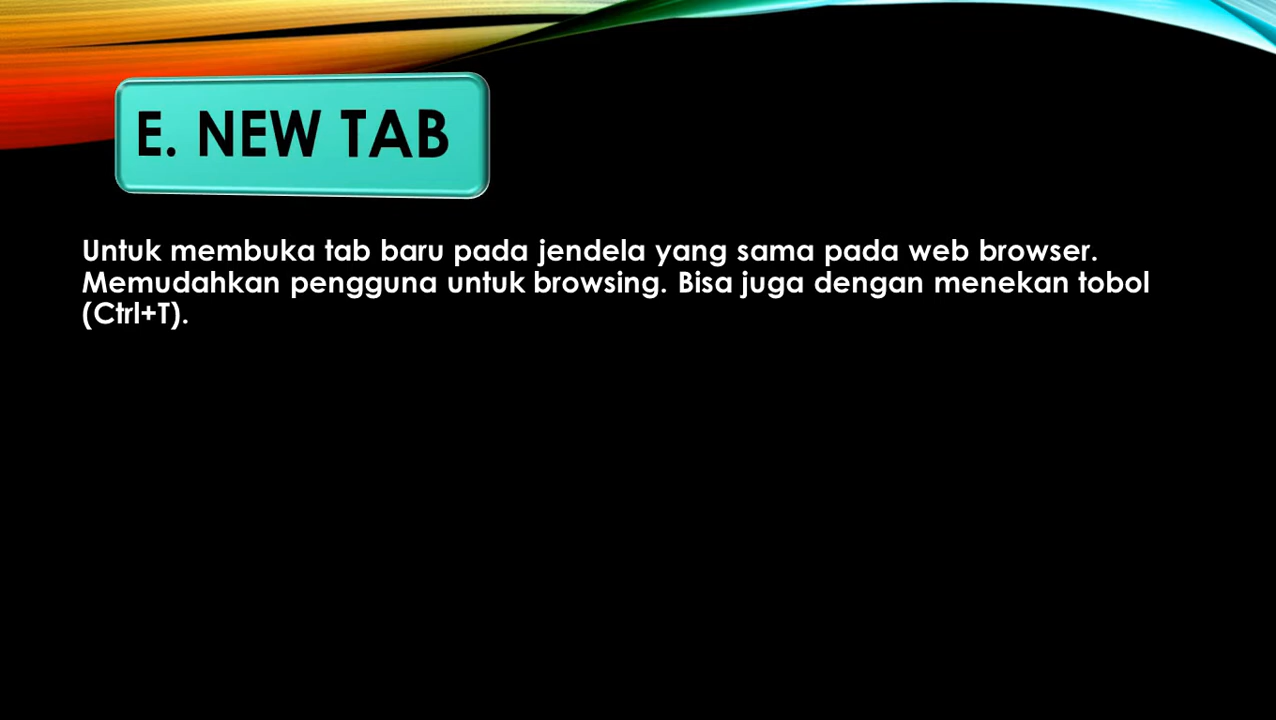 E. NEW TAB
Untuk membuka tab baru pada jendela yang sama pada web browser.
Memudahkan pengguna untuk browsing. Bisa juga dengan menekan tobol
(Ctrl+T).